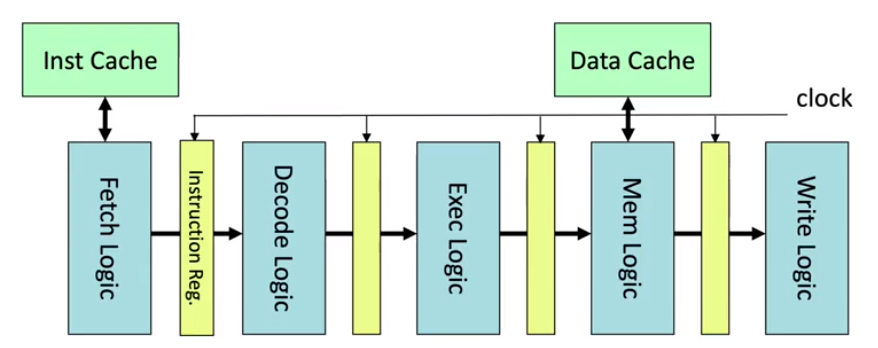 Inst Cache
Data Cache
clock
Fetch Logic
Instruction Reg.
Decode Logic
Exec Logic
Mem Logic
Write Logic